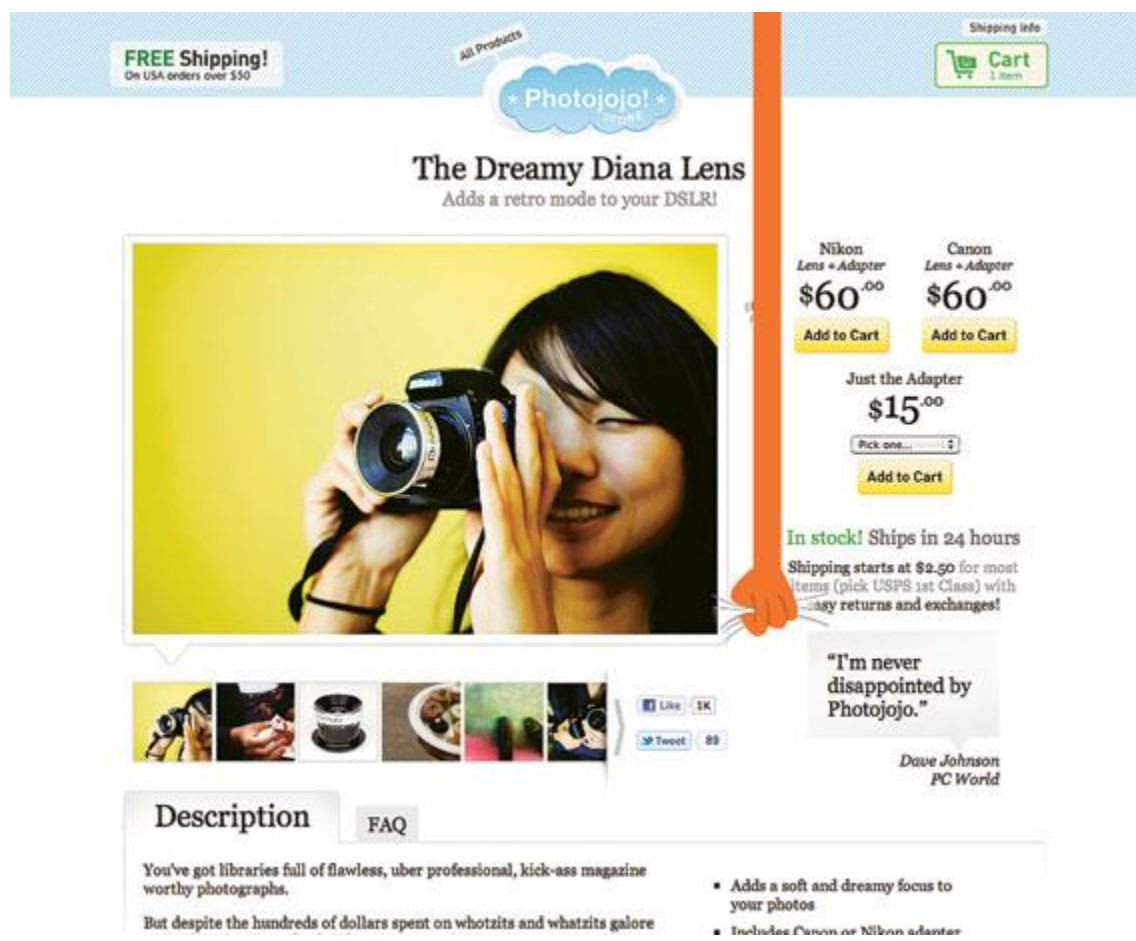 FREE Shipping!
On USA orders over $50
All Products
Photojojo!
STORE
Shipping Info
Cart
1 item
The Dreamy Diana Lens
Adds a retro mode to your DSLR!
Nikon
Lens + Adapter
$60.00
Add to Cart
Canon
Lens + Adapter
$60.00
Add to Cart
Just the Adapter
$15.00
Pick one...
Add to Cart
In stock! Ships in 24 hours
Shipping starts at $2.50 for most
items (pick USPS 1st Class) with
easy returns and exchanges!
"I'm never
disappointed by
Photojojo."
Dave Johnson
PC World
Like 1K
Tweet 89
Description
FAQ
You've got libraries full of flawless, uber professional, kick-ass magazine
worthy photographs.
But despite the hundreds of dollars spent on whotzits and whatzits galore
▪ Adds a soft and dreamy focus to
your photos
▪ Includes Canon or Nikon adapter